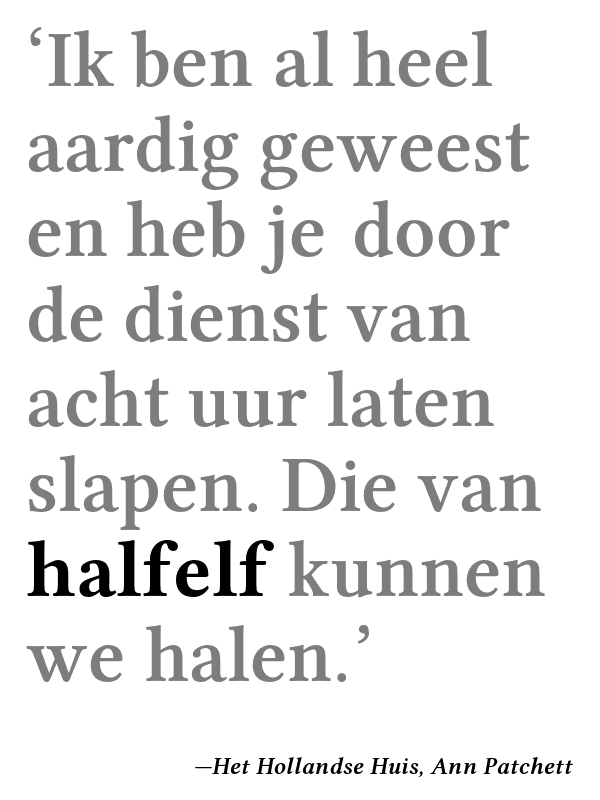 ‘Ik ben al heel
aardig geweest
en heb je door
de dienst van
acht uur laten
slapen. Die van
halfelf kunnen
we halen.’
—Het Hollandse Huis, Ann Patchett